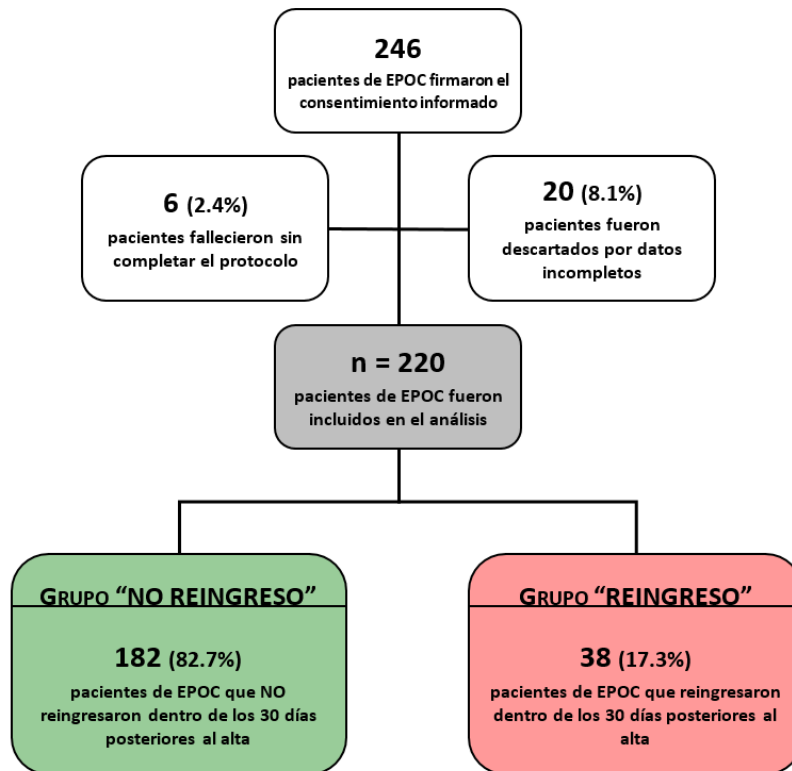 246
pacientes de EPOC firmaron el
consentimiento informado
6 (2.4%)
pacientes fallecieron sin
completar el protocolo
20 (8.1%)
pacientes fueron
descartados por datos
incompletos
n = 220
pacientes de EPOC fueron
incluidos en el análisis
GRUPO “NO REINGRESO”
182 (82.7%)
pacientes de EPOC que NO
reingresaron dentro de los 30 días
posteriores al alta
GRUPO “REINGRESO”
38 (17.3%)
pacientes de EPOC que reingresaron
dentro de los 30 días posteriores al
alta